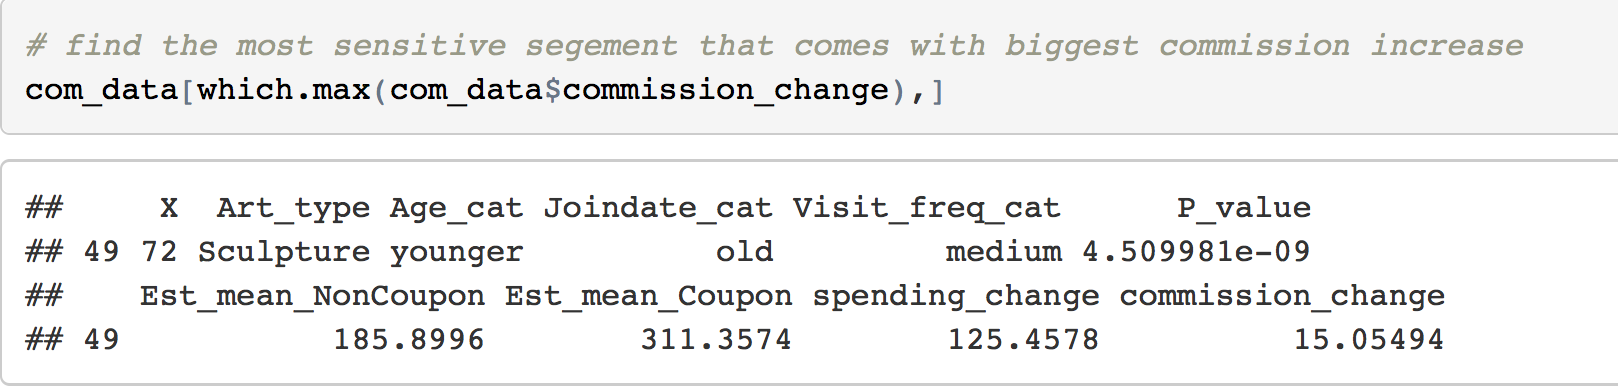 # find the most sensitive segement that comes with biggest commission increase
com_data[which.max(com_data$commission_change),]
##     X  Art_type Age_cat Joindate_cat Visit_freq_cat      P_value
## 49 72 Sculpture younger          old         medium 4.509981e-09
##    Est_mean_NonCoupon Est_mean_Coupon spending_change commission_change
## 49           185.8996        311.3574        125.4578          15.05494